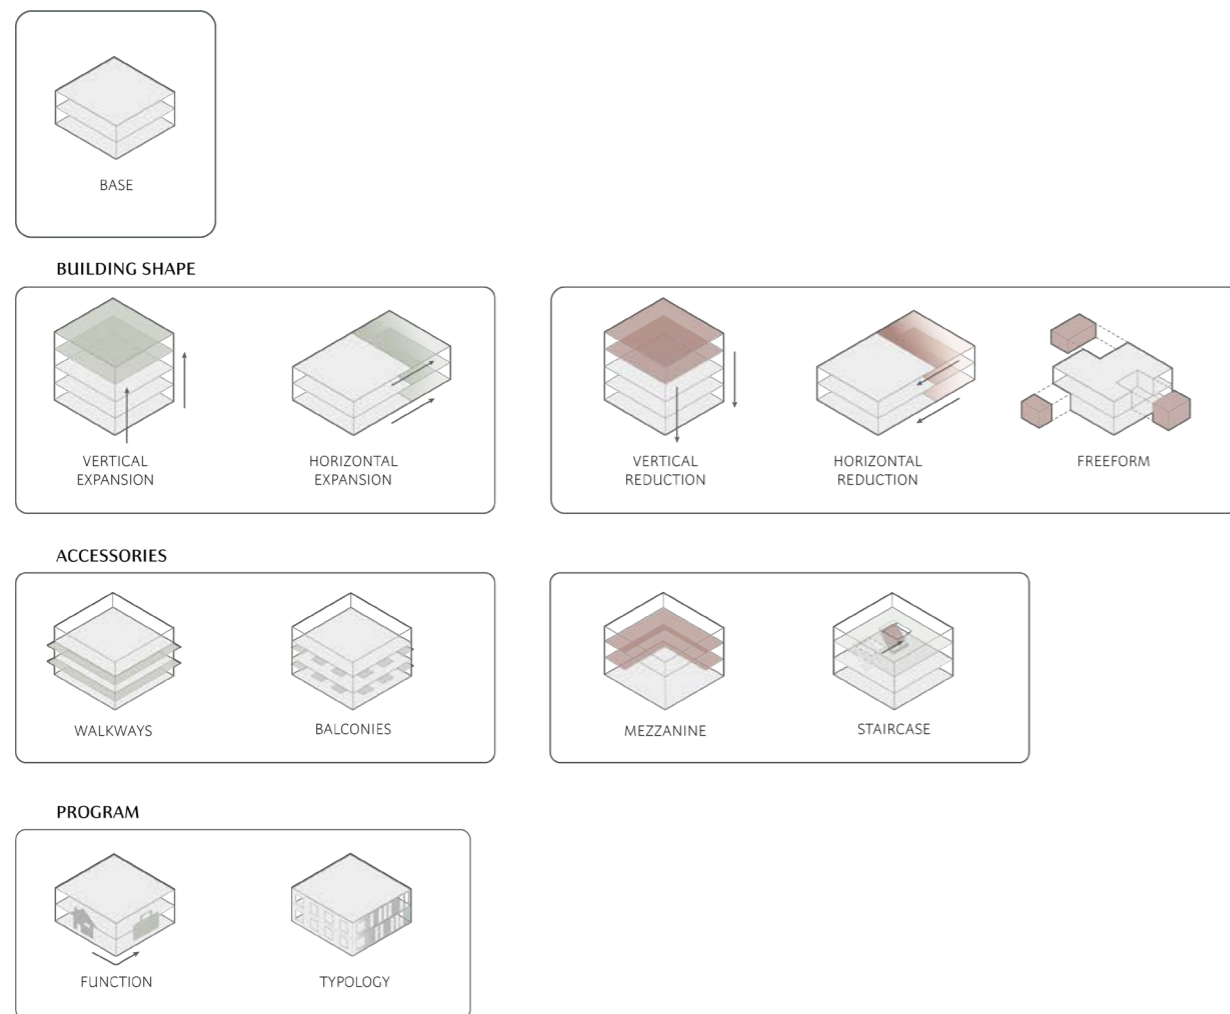 BASE
BUILDING SHAPE
VERTICAL
EXPANSION
HORIZONTAL
EXPANSION
VERTICAL
REDUCTION
HORIZONTAL
REDUCTION
FREEFORM
ACCESSORIES
WALKWAYS
BALCONIES
MEZZANINE
STAIRCASE
PROGRAM
FUNCTION
TYPOLOGY